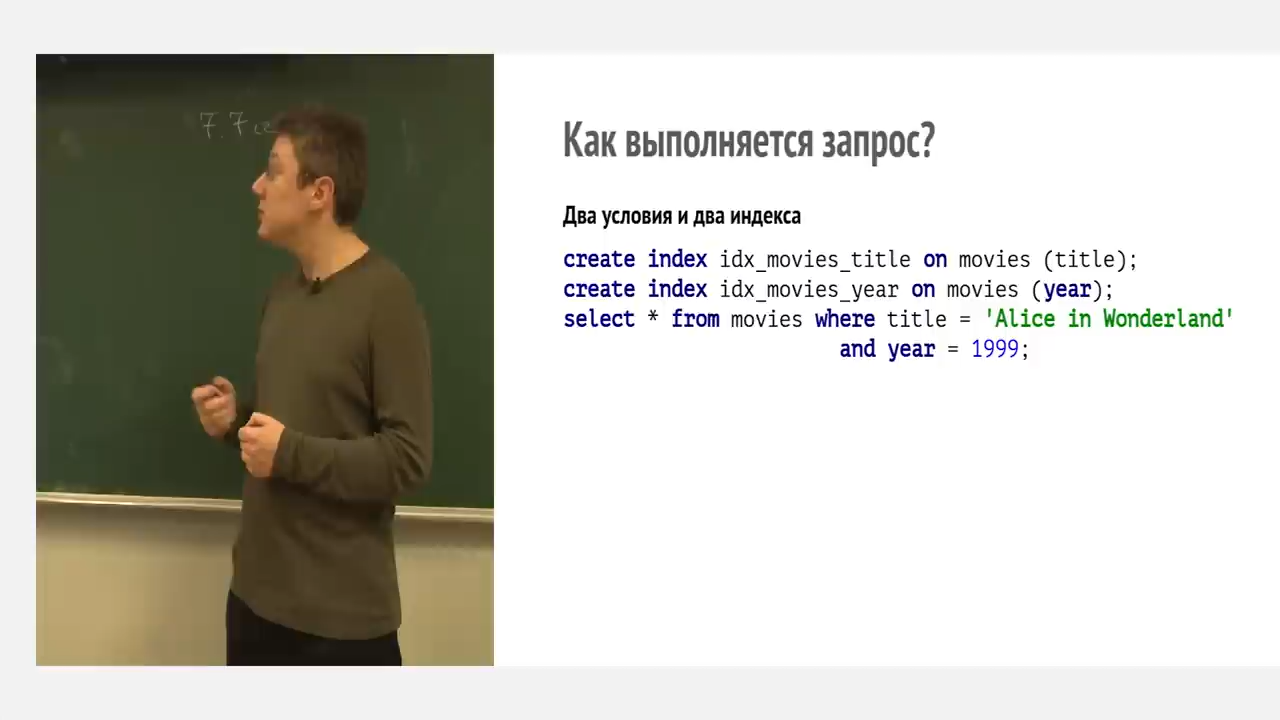 Как выполняется запрос?
Два условия и два индекса
create index idx_movies_title on movies (title);
create index idx_movies_year on movies (year);
select * from movies where title = 'Alice in Wonderland'
and year = 1999;